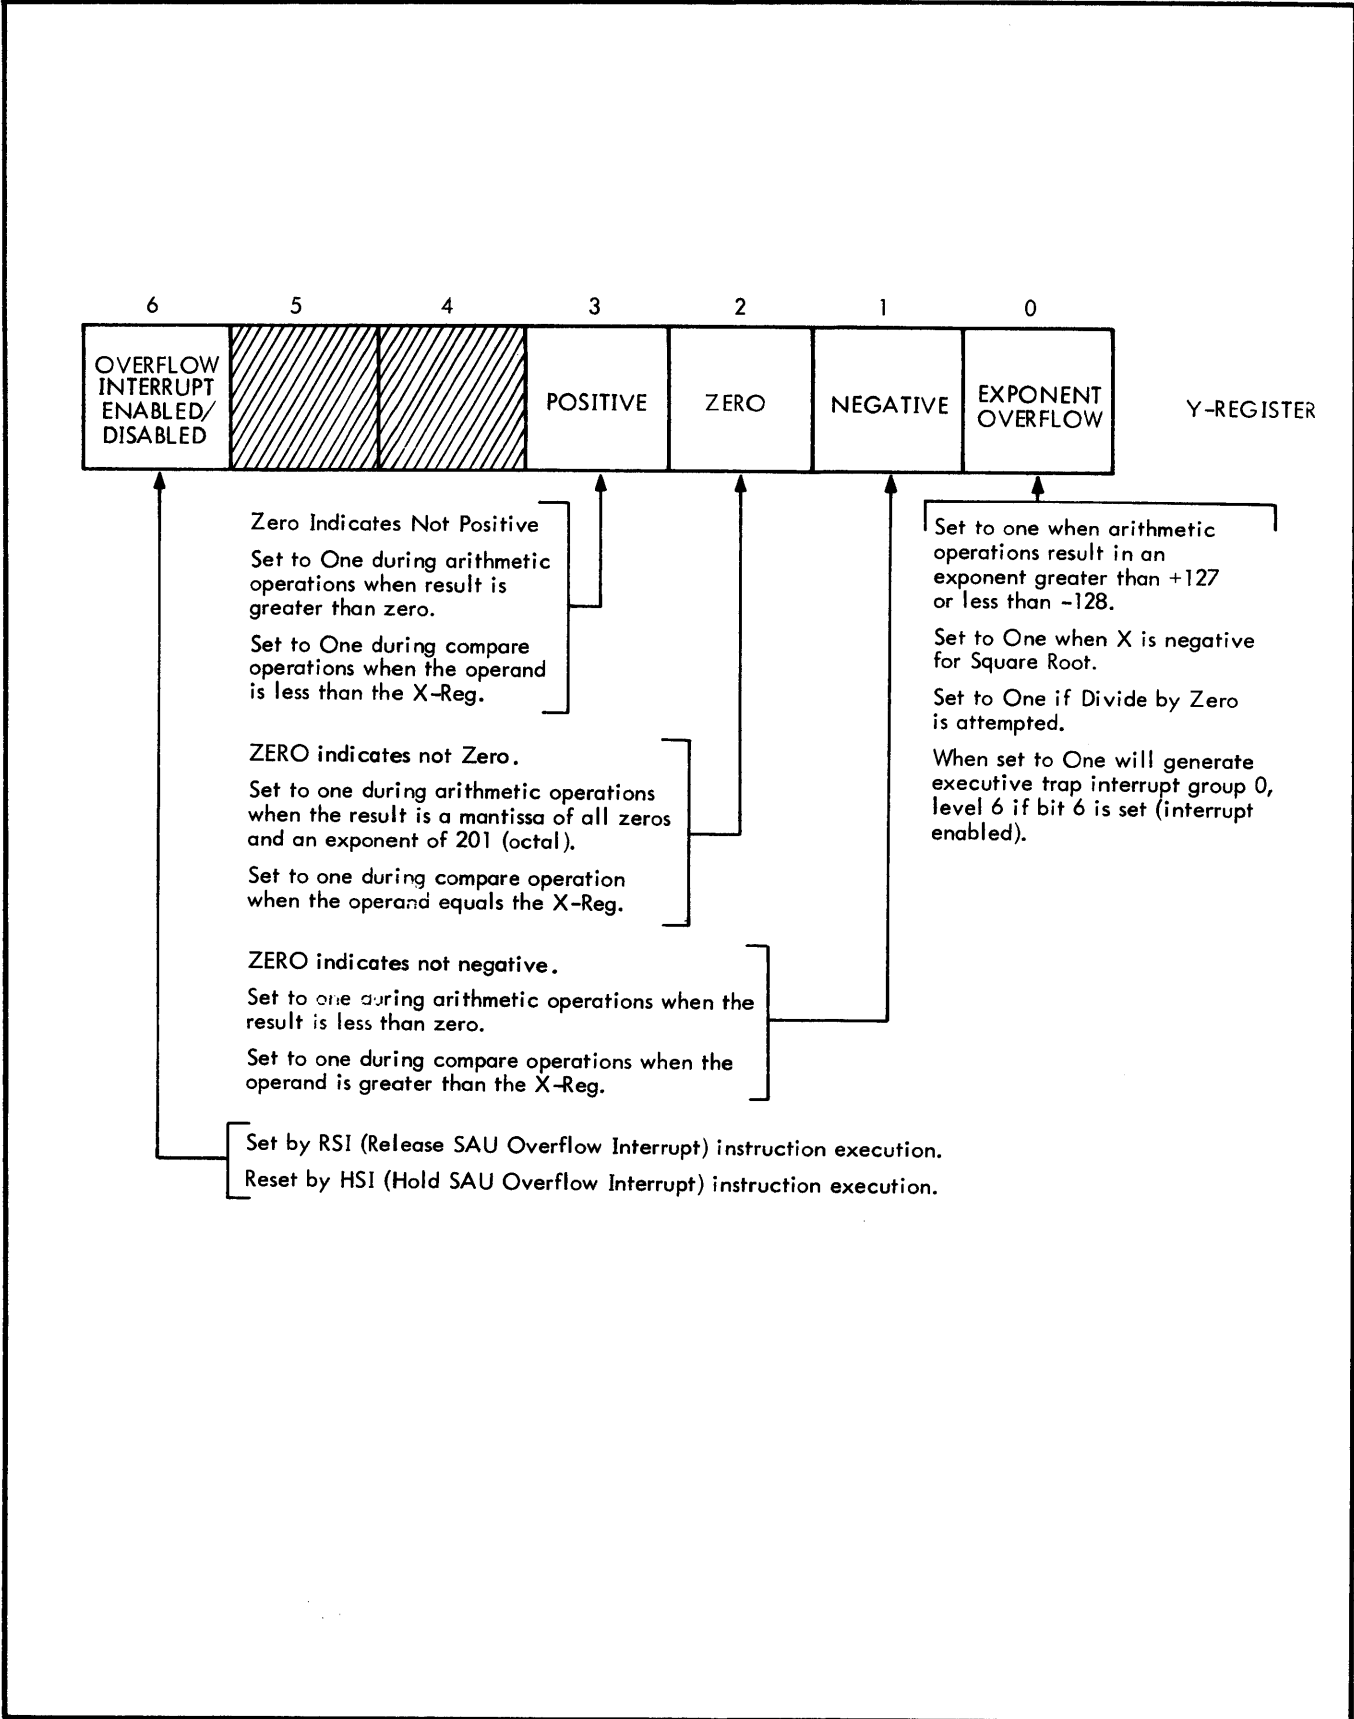 6 5 4 3 2 1 0
OVERFLOW
INTERRUPT
ENABLED/
DISABLED
POSITIVE
ZERO
NEGATIVE
EXPONENT
OVERFLOW
Y-REGISTER
Zero Indicates Not Positive
Set to One during arithmetic
operations when result is
greater than zero.
Set to One during compare
operations when the operand
is less than the X-Reg.
ZERO indicates not Zero.
Set to one during arithmetic operations
when the result is a mantissa of all zeros
and an exponent of 201 (octal).
Set to one during compare operation
when the operand equals the X-Reg.
ZERO indicates not negative.
Set to one during arithmetic operations when the
result is less than zero.
Set to one during compare operations when the
operand is greater than the X-Reg.
Set to one when arithmetic
operations result in an
exponent greater than +127
or less than -128.
Set to One when X is negative
for Square Root.
Set to One if Divide by Zero
is attempted.
When set to One will generate
executive trap interrupt group 0,
level 6 if bit 6 is set (interrupt
enabled).
Set by RSI (Release SAU Overflow Interrupt) instruction execution.
Reset by HSI (Hold SAU Overflow Interrupt) instruction execution.